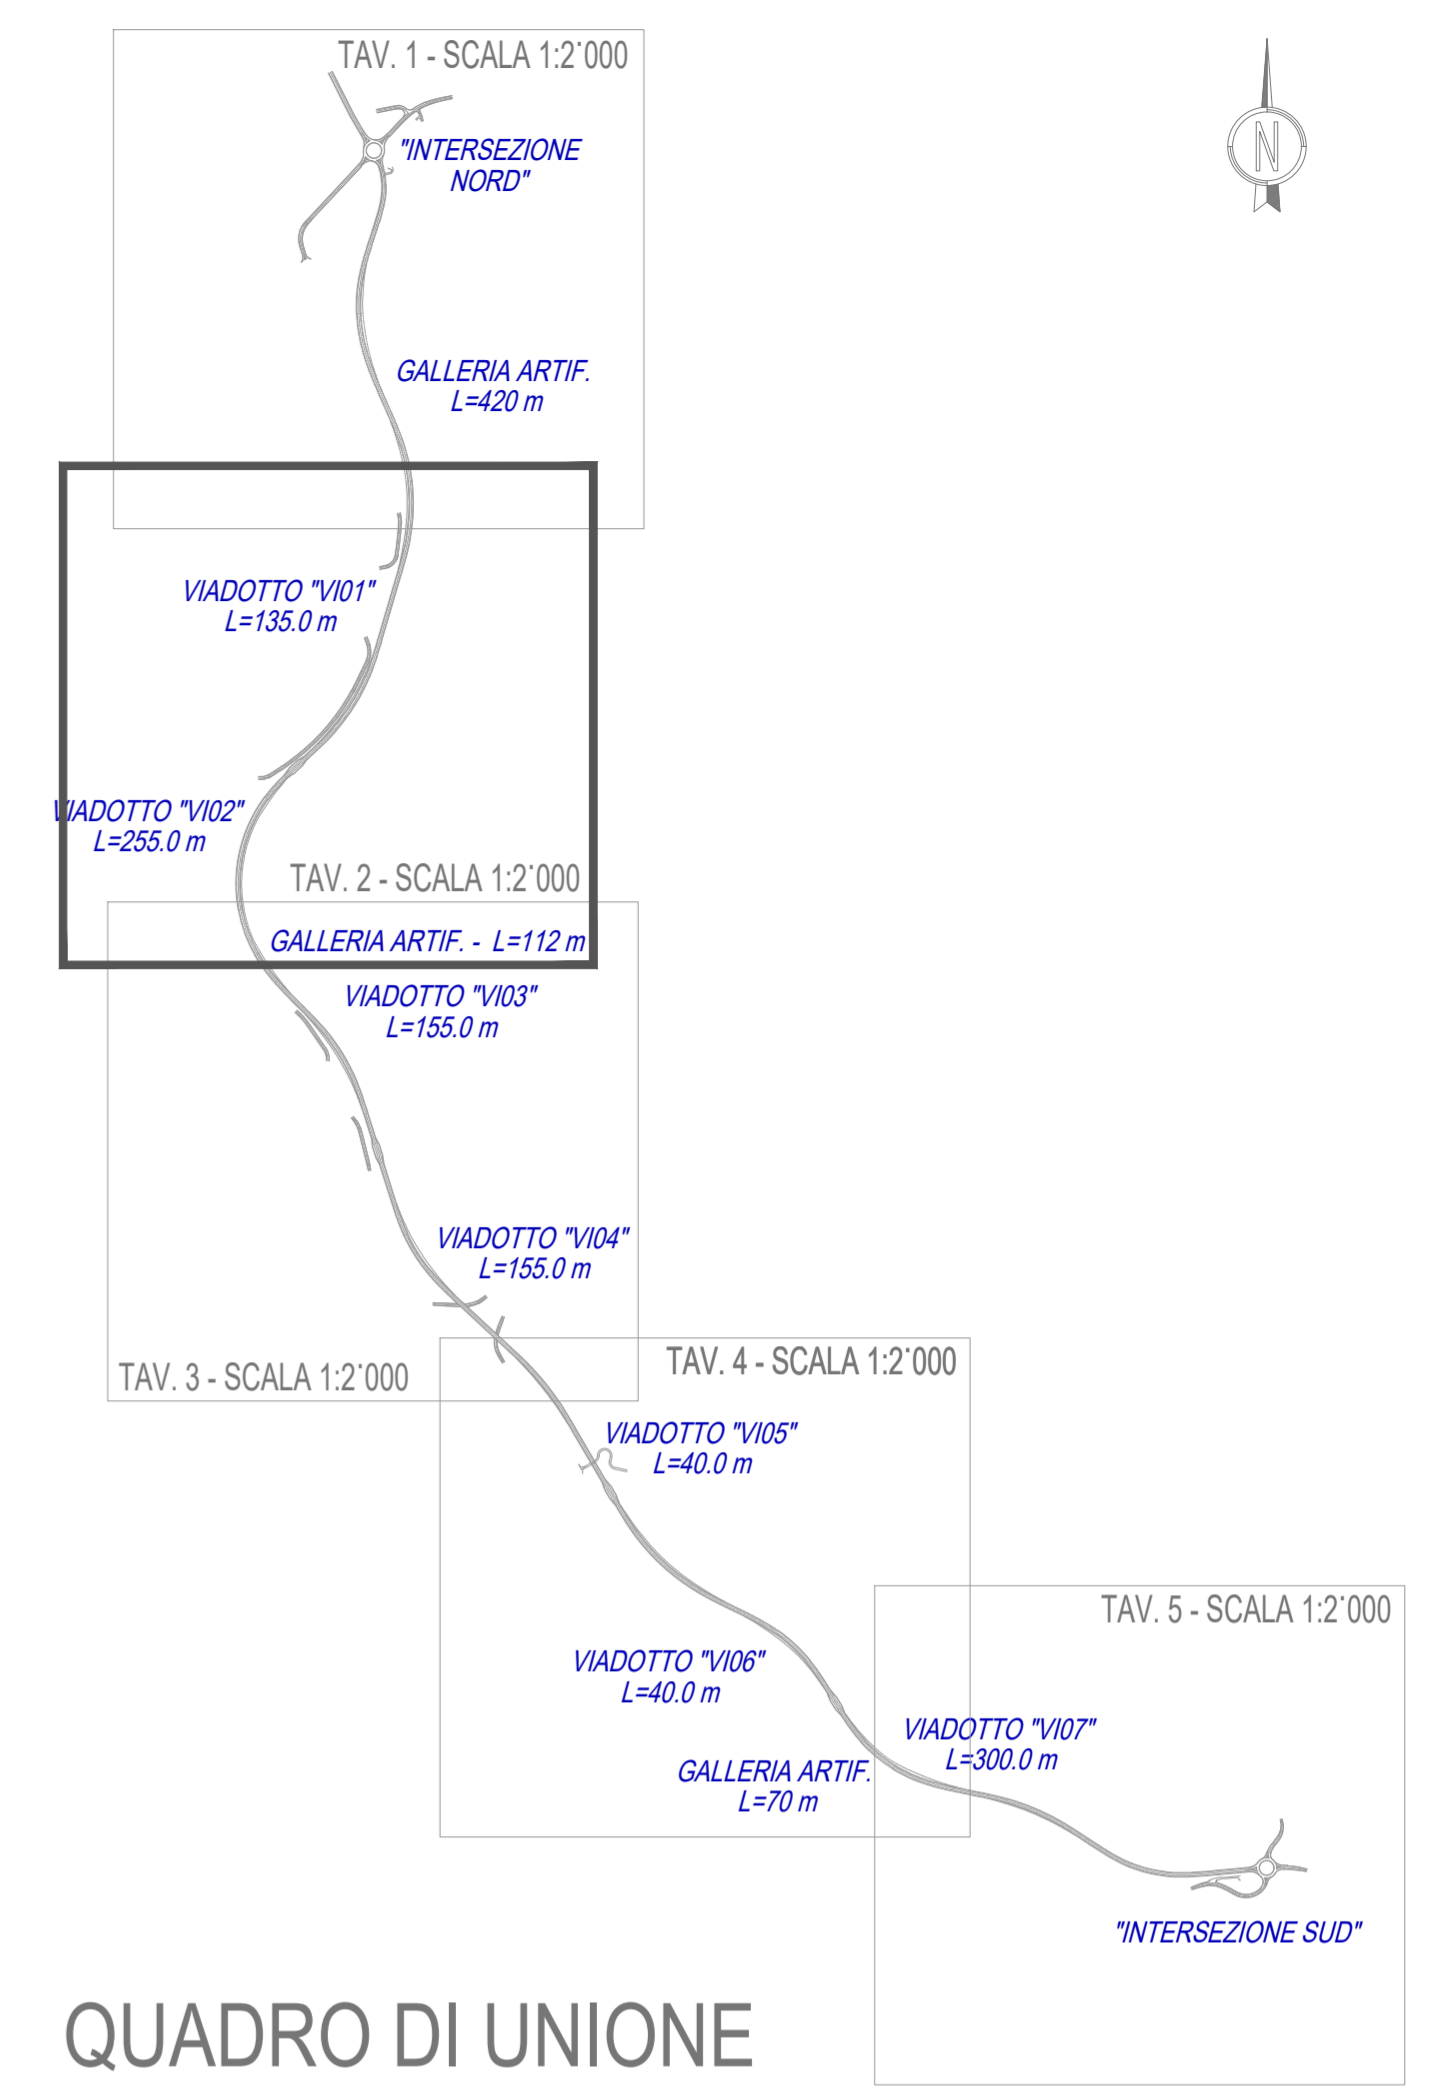 TAV. 1 - SCALA 1:2˙000
N
"INTERSEZIONE
NORD"
GALLERIA ARTIF.
L=420 m
VIADOTTO "VI01"
L=135.0 m
VIADOTTO "VI02"
L=255.0 m
TAV. 2 - SCALA 1:2˙000
GALLERIA ARTIF. - L=112 m
VIADOTTO "VI03"
L=155.0 m
VIADOTTO "VI04"
L=155.0 m
TAV. 3 - SCALA 1:2˙000
TAV. 4 - SCALA 1:2˙000
VIADOTTO "VI05"
L=40.0 m
TAV. 5 - SCALA 1:2˙000
VIADOTTO "VI06"
L=40.0 m
VIADOTTO "VI07"
L=300.0 m
GALLERIA ARTIF.
L=70 m
"INTERSEZIONE SUD"
QUADRO DI UNIONE